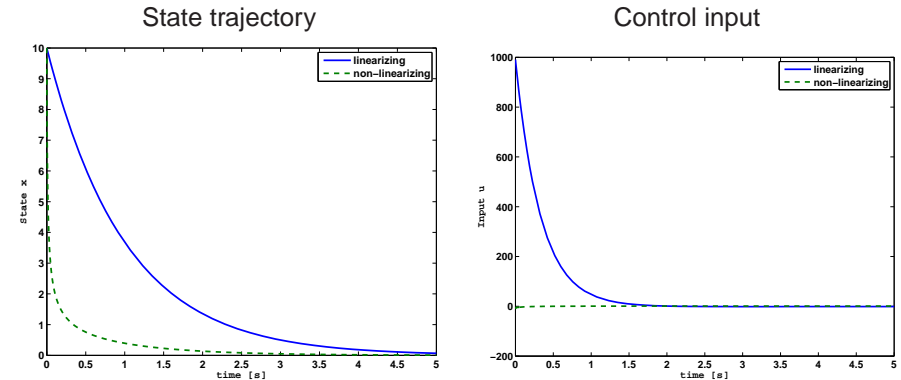 State trajectory
10
9
8
7
6
5
4
3
2
1
0
State x
0 0.5 1 1.5 2 2.5 3 3.5 4 4.5 5
time [s]
linearizing
non−linearizing
Control input
1000
800
600
400
200
0
−200
Input u
0 0.5 1 1.5 2 2.5 3 3.5 4 4.5 5
time [s]
linearizing
non−linearizing